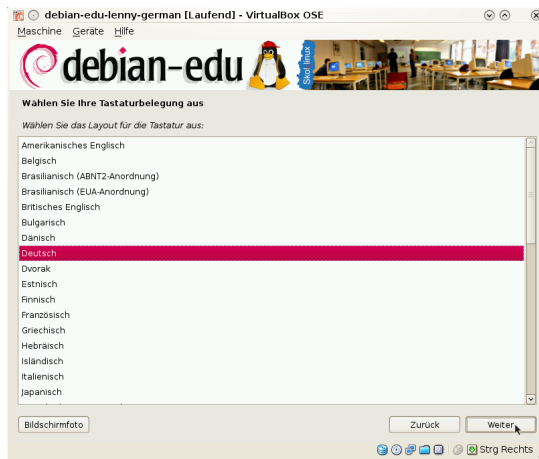 debian-edu-lenny-german [Laufend] - VirtualBox OSE
Maschine Geräte Hilfe
debian-edu
Skolelinux
Wählen Sie Ihre Tastaturbelegung aus
Wählen Sie das Layout für die Tastatur aus:
Amerikanisches Englisch
Belgisch
Brasilianisch (ABNT2-Anordnung)
Brasilianisch (EUA-Anordnung)
Britisches Englisch
Bulgarisch
Dänisch
Deutsch
Dvorak
Estnisch
Finnisch
Französisch
Griechisch
Hebräisch
Isländisch
Italienisch
Japanisch
Bildschirmfoto
Zurück
Weiter
Strg Rechts